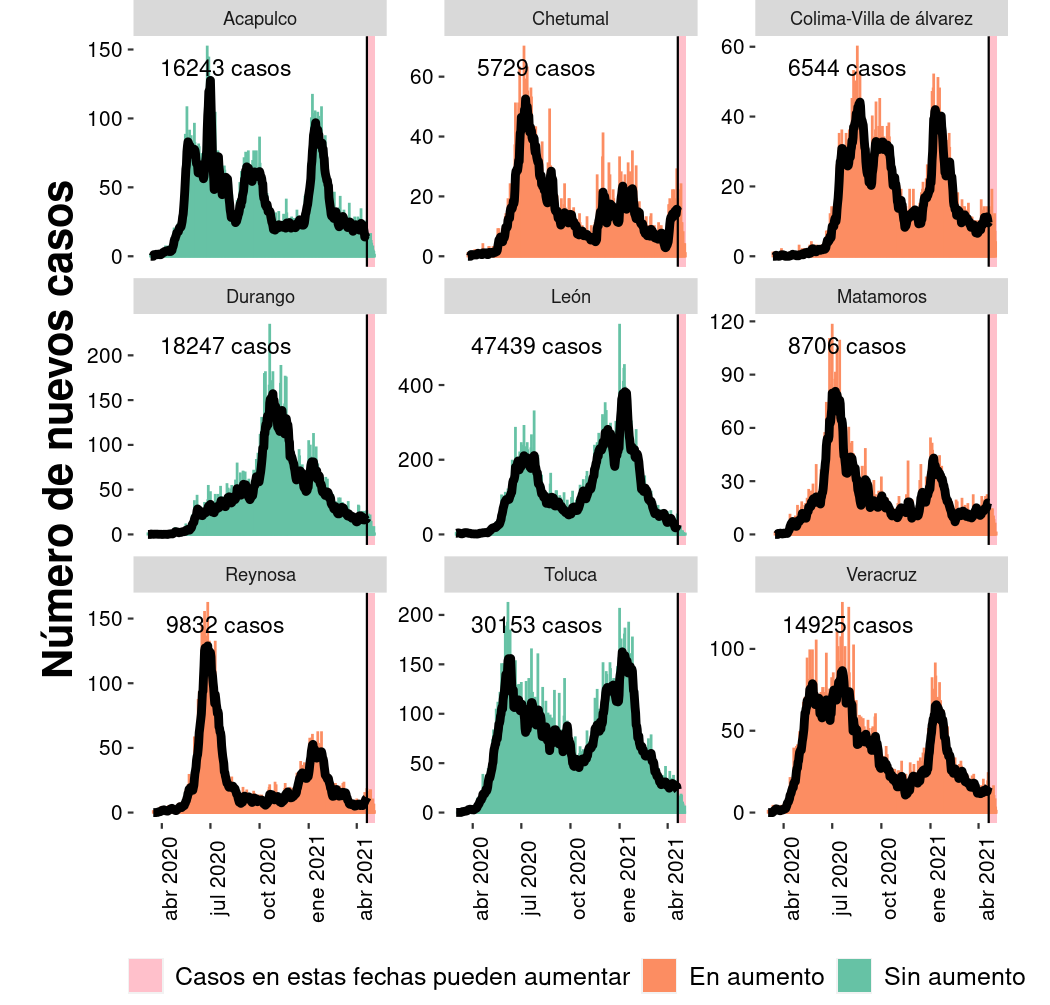 Número de nuevos casos
Acapulco
Chetumal
Colima-Villa de álvarez
150
100
50
0
16243 casos
60
40
20
0
5729 casos
60
40
20
0
6544 casos
Durango
León
Matamoros
200
150
100
50
0
18247 casos
400
200
0
47439 casos
120
90
60
30
0
8706 casos
Reynosa
Toluca
Veracruz
150
100
50
0
9832 casos
200
150
100
50
0
30153 casos
100
50
0
14925 casos
abr 2020
jul 2020
oct 2020
ene 2021
abr 2021
abr 2020
jul 2020
oct 2020
ene 2021
abr 2021
abr 2020
jul 2020
oct 2020
ene 2021
abr 2021
Casos en estas fechas pueden aumentar
En aumento
Sin aumento